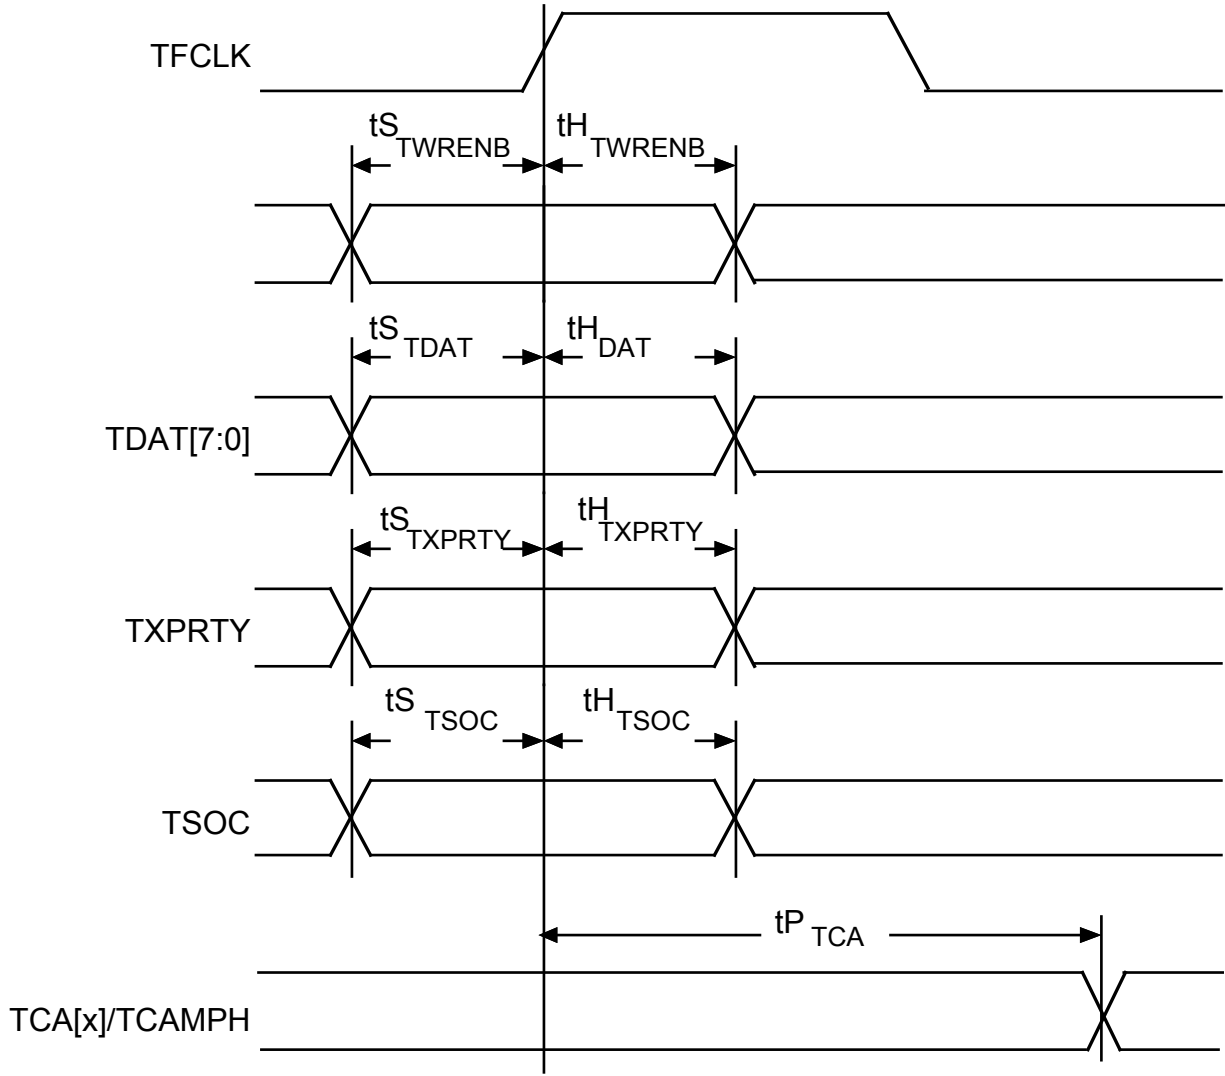 TFCLK
tS TWRENB tH TWRENB
tS TDAT tH DAT
TDAT[7:0]
tS TXPRTY tH TXPRTY
TXPRTY
tS TSOC tH TSOC
TSOC
tP TCA
TCA[x]/TCAMPH